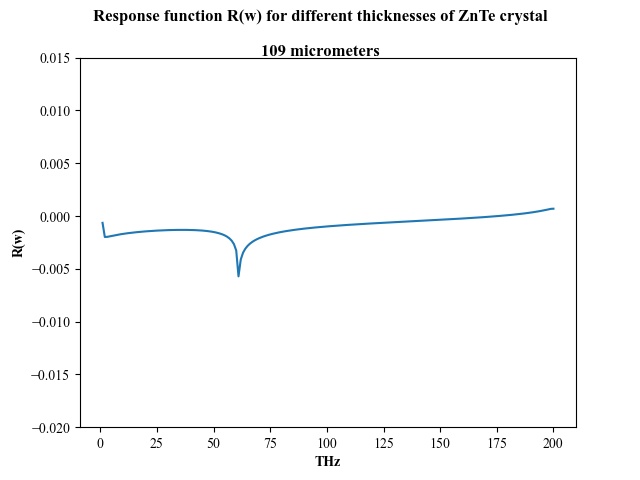 Response function R(w) for different thicknesses of ZnTe crystal
109 micrometers
0.015
0.010
0.005
0.000
−0.005
−0.010
−0.015
−0.020
R(w)
0 25 50 75 100 125 150 175 200
THz